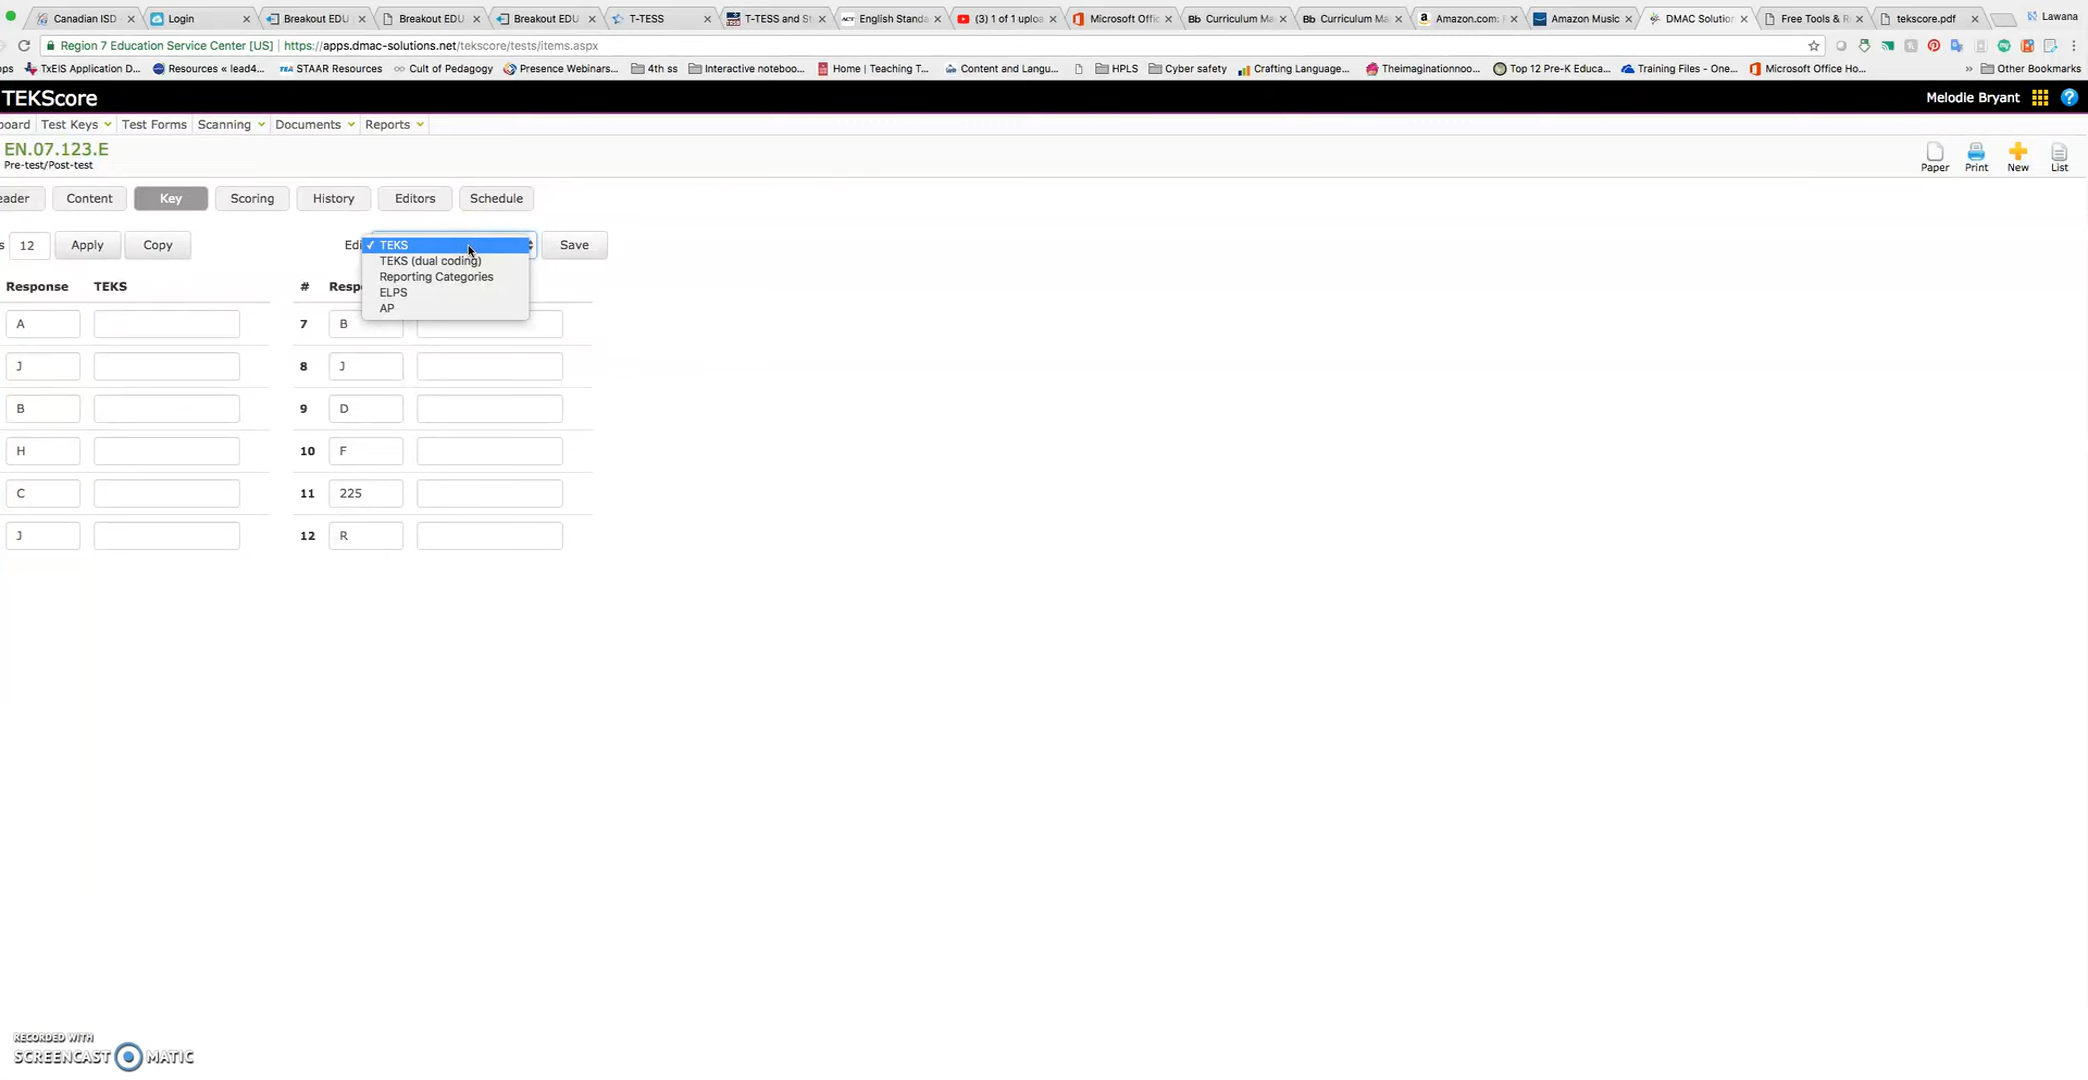 Canadian ISD Login Breakout EDU Breakout EDU Breakout EDU T-TESS T-TESS and St English Standa (3) 1 of 1 uploa Microsoft Offic Curriculum Ma Curriculum Ma Amazon.com: Amazon Music DMAC Solution Free Tools & R tekscore.pdf Lawana
Region 7 Education Service Center [US] https://apps.dmac-solutions.net/tekscore/tests/items.aspx
ps TxEIS Application D... Resources « lead4... STAAR Resources Cult of Pedagogy Presence Webinars... 4th ss Interactive noteboo... Home | Teaching T... Content and Langu... HPLS Cyber safety Crafting Language... Theimaginationnoo... Top 12 Pre-K Educa... Training Files - One... Microsoft Office Ho... » Other Bookmarks
TEKScore Melodie Bryant
board Test Keys Test Forms Scanning Documents Reports
EN.07.123.E
Pre-test/Post-test
Paper Print New List
eader Content Key Scoring History Editors Schedule
s 12 Apply Copy Edi ✓ TEKS Save
TEKS (dual coding)
Reporting Categories
ELPS
AP
Response TEKS # Resp
A 7 B
J 8 J
B 9 D
H 10 F
C 11 225
J 12 R
RECORDED WITH
SCREENCAST MATIC